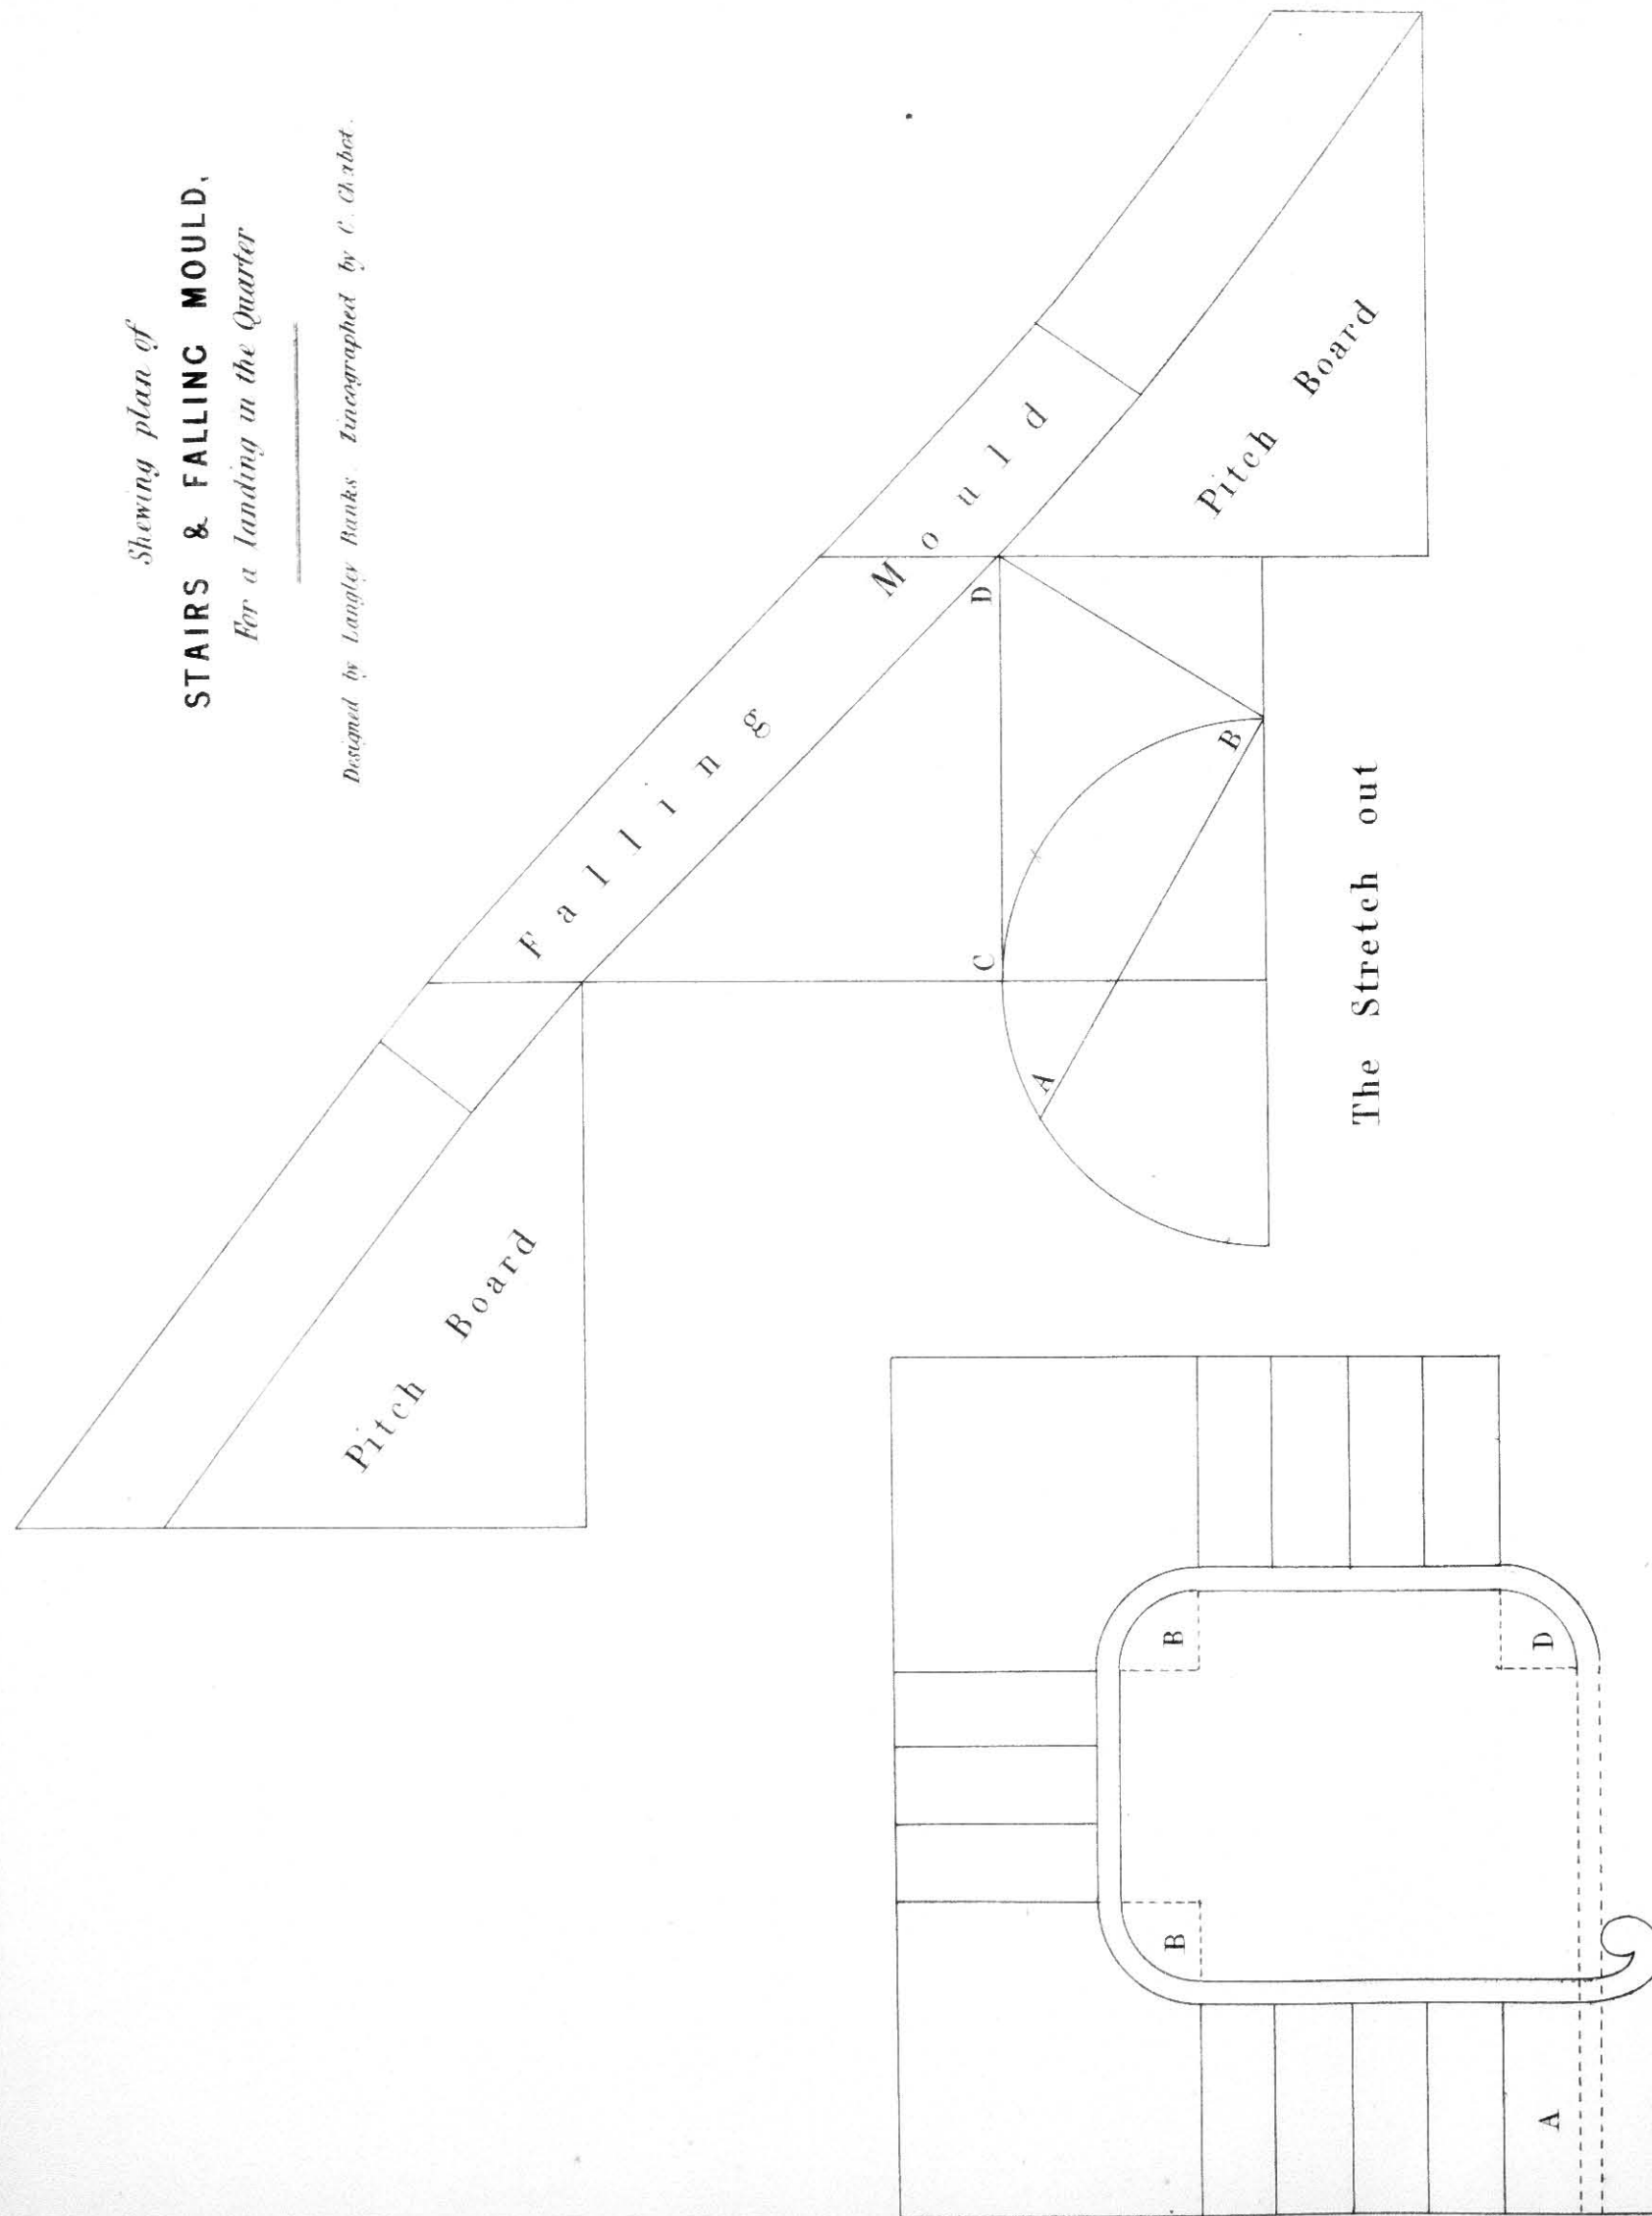 Shewing plan of
STAIRS & FALLING MOULD,
For a landing in the Quarter
Designed by Langley Banks. Zincographed by C. Chabot.
Falling Mould
Pitch Board
Pitch Board
A
B
C
D
The Stretch out
B
B
D
A